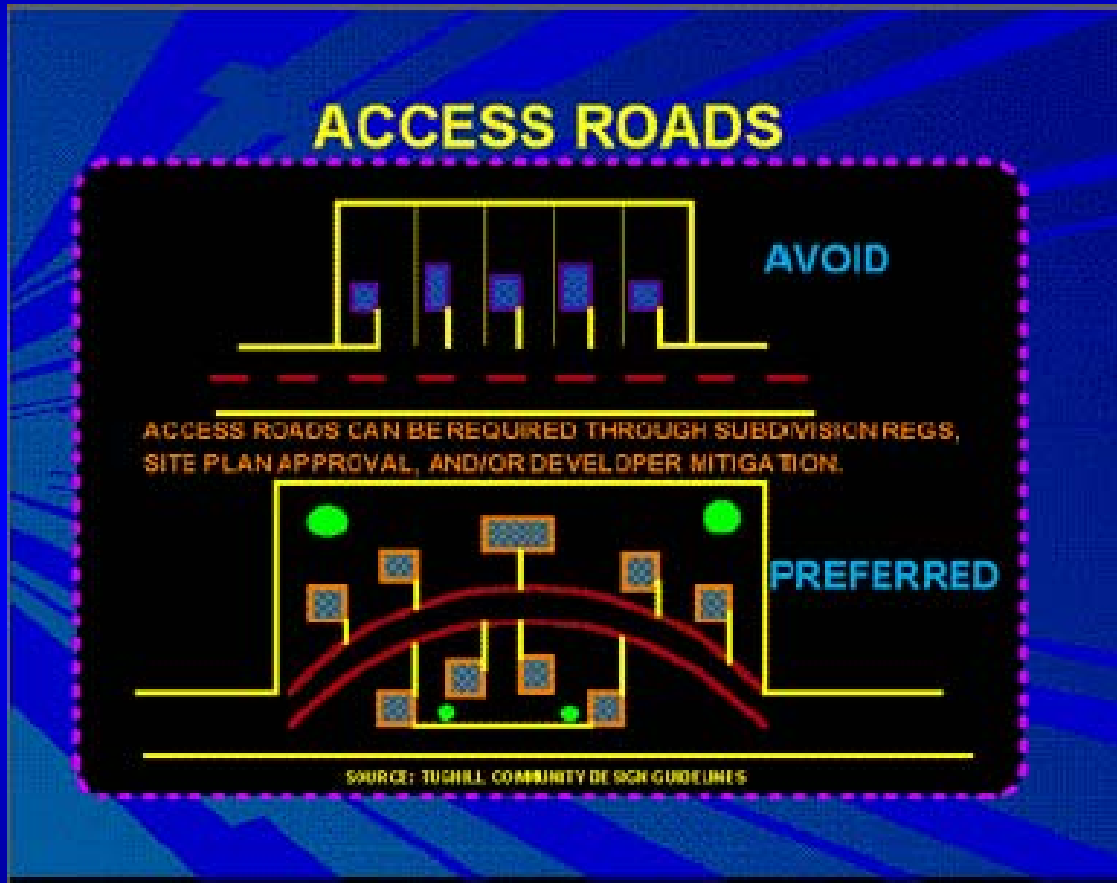 ACCESS ROADS
AVOID
ACCESS ROADS CAN BE REQUIRED THROUGH SUBDIVISION REGS,
SITE PLAN APPROVAL, AND/OR DEVELOPER MITIGATION.
PREFERRED
SOURCE: TUGHILL COMMUNITY DESIGN GUIDELINES